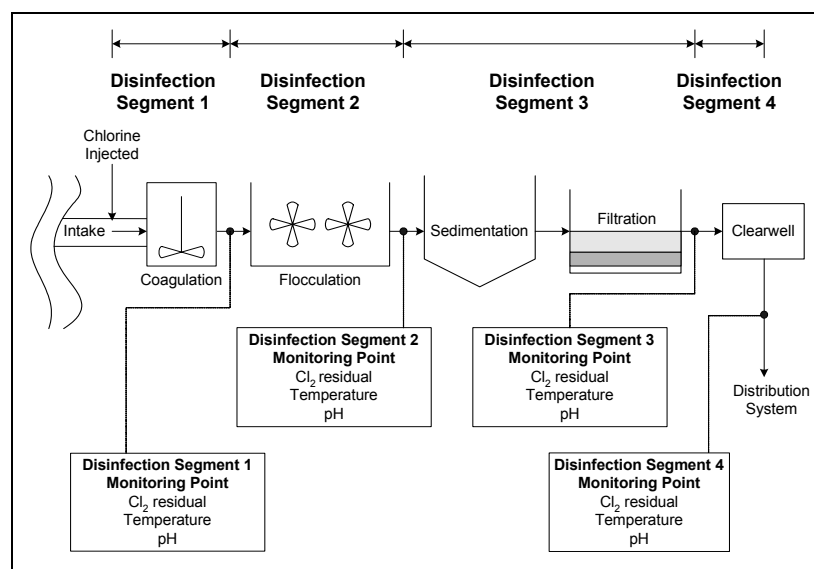 Disinfection
Segment 1
Disinfection
Segment 2
Disinfection
Segment 3
Disinfection
Segment 4
Chlorine
Injected
Intake
Coagulation
Flocculation
Sedimentation
Filtration
Clearwell
Disinfection Segment 2
Monitoring Point
Cl₂ residual
Temperature
pH
Disinfection Segment 3
Monitoring Point
Cl₂ residual
Temperature
pH
Distribution
System
Disinfection Segment 1
Monitoring Point
Cl₂ residual
Temperature
pH
Disinfection Segment 4
Monitoring Point
Cl₂ residual
Temperature
pH